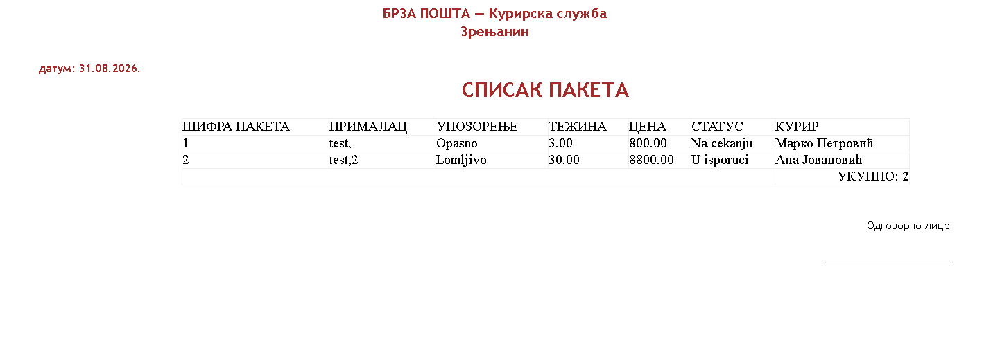 БРЗА ПОШТА — Курирска служба
Зрењанин
датум: 31.08.2026.
СПИСАК ПАКЕТА
ШИФРА ПАКЕТА ПРИМАЛАЦ УПОЗОРЕЊЕ ТЕЖИНА ЦЕНА СТАТУС КУРИР
1 test, Opasno 3.00 800.00 Na cekanju Марко Петровић
2 test,2 Lomljivo 30.00 8800.00 U isporuci Ана Јовановић
УКУПНО: 2
Одговорно лице